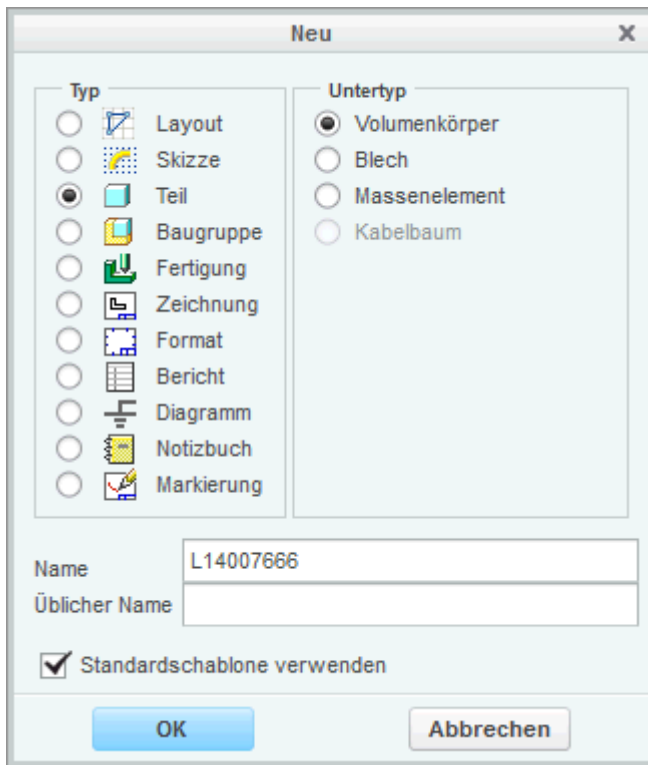 Neu
Typ
Layout
Skizze
Teil
Baugruppe
Fertigung
Zeichnung
Format
Bericht
Diagramm
Notizbuch
Markierung
Untertyp
Volumenkörper
Blech
Massenelement
Kabelbaum
Name L14007666
Üblicher Name
Standardschablone verwenden
OK Abbrechen